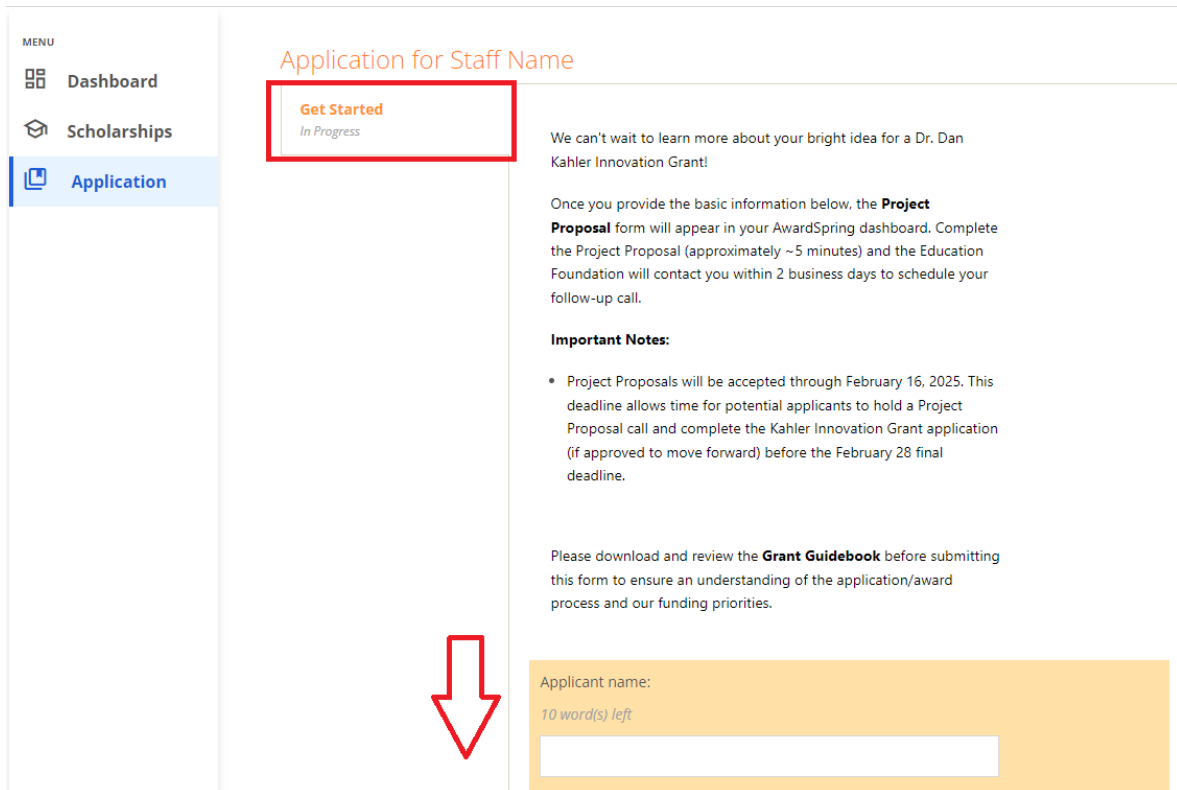 MENU
Dashboard
Scholarships
Application
Application for Staff Name
Get Started
In Progress
We can't wait to learn more about your bright idea for a Dr. Dan
Kahler Innovation Grant!
Once you provide the basic information below, the Project
Proposal form will appear in your AwardSpring dashboard. Complete
the Project Proposal (approximately ~5 minutes) and the Education
Foundation will contact you within 2 business days to schedule your
follow-up call.
Important Notes:
• Project Proposals will be accepted through February 16, 2025. This
deadline allows time for potential applicants to hold a Project
Proposal call and complete the Kahler Innovation Grant application
(if approved to move forward) before the February 28 final
deadline.
Please download and review the Grant Guidebook before submitting
this form to ensure an understanding of the application/award
process and our funding priorities.
Applicant name:
10 word(s) left